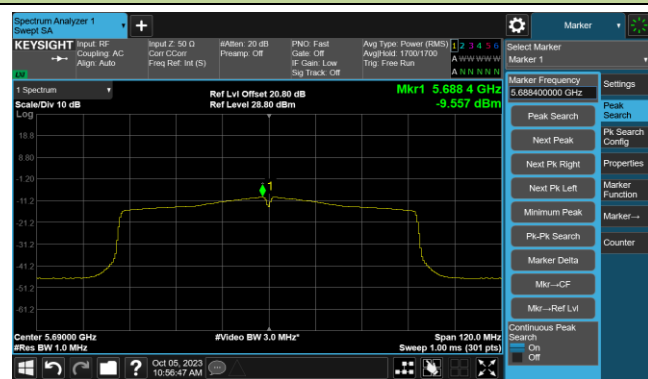 Spectrum Analyzer 1
Swept SA
+
Marker
KEYSIGHT
Input: RF
Coupling: AC
Align: Auto
Input Z: 50 Ω
Corr CCorr
Freq Ref: Int (S)
#Atten: 20 dB
Preamp: Off
PNO: Fast
Gate: Off
IF Gain: Low
Sig Track: Off
Avg Type: Power (RMS)
Avg|Hold: 1700/1700
Trig: Free Run
1 2 3 4 5 6
A W W W W W
A N N N N N
LV
Select Marker
Marker 1
1 Spectrum
Scale/Div 10 dB
Log
Ref Lvl Offset 20.80 dB
Ref Level 28.80 dBm
Mkr1 5.688 4 GHz
-9.557 dBm
18.8
8.80
-1.20
-11.2
-21.2
-31.2
-41.2
-51.2
-61.2
1
Center 5.69000 GHz
#Res BW 1.0 MHz
#Video BW 3.0 MHz*
Span 120.0 MHz
Sweep 1.00 ms (301 pts)
Marker Frequency
5.688400000 GHz
Peak Search
Next Peak
Next Pk Right
Next Pk Left
Minimum Peak
Pk-Pk Search
Marker Delta
Mkr→CF
Mkr→Ref Lvl
Continuous Peak
Search
On
Off
Settings
Peak
Search
Pk Search
Config
Properties
Marker
Function
Marker→
Counter
?
Oct 05, 2023
10:56:47 AM